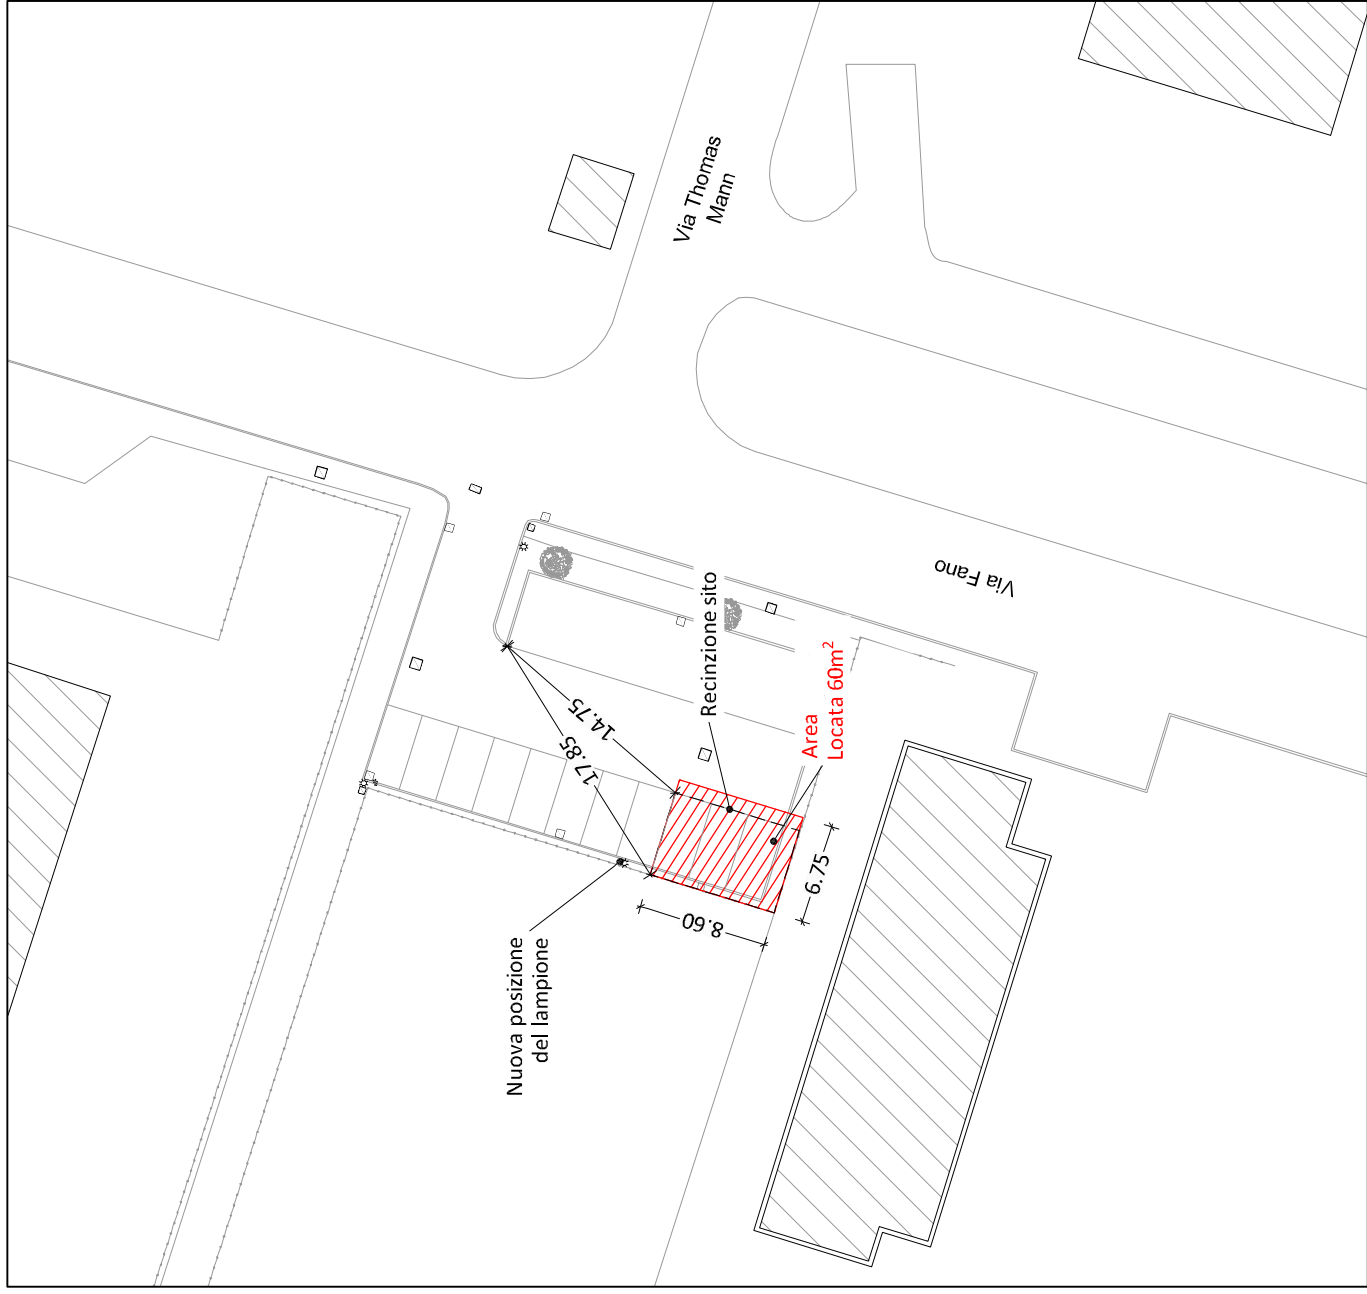 Via Thomas
Mann
Via Fano
Recinzione sito
14.75
17.85
Area
Locata 60m²
6.75
8.60
Nuova posizione
del lampione